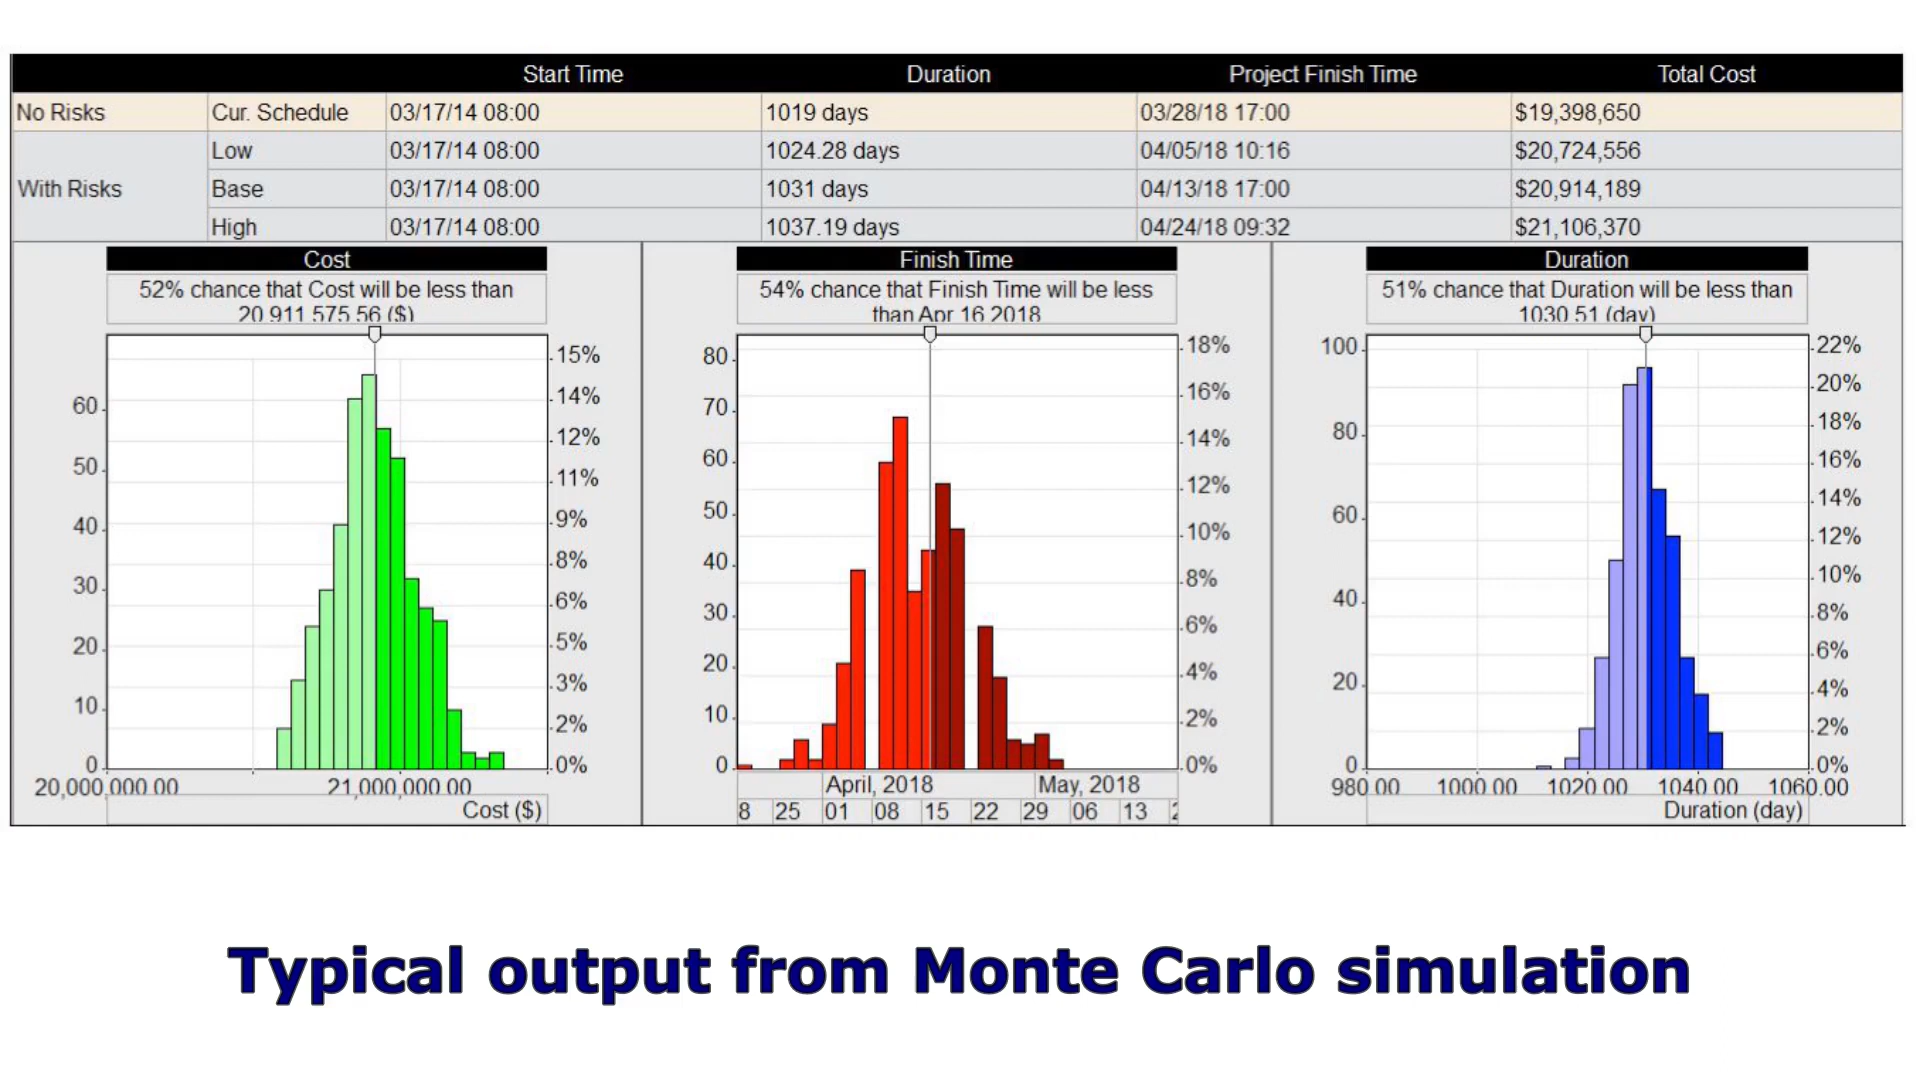 Start Time Duration Project Finish Time Total Cost
No Risks Cur. Schedule 03/17/14 08:00 1019 days 03/28/18 17:00 $19,398,650
Low 03/17/14 08:00 1024.28 days 04/05/18 10:16 $20,724,556
With Risks Base 03/17/14 08:00 1031 days 04/13/18 17:00 $20,914,189
High 03/17/14 08:00 1037.19 days 04/24/18 09:32 $21,106,370
Cost
52% chance that Cost will be less than
20 911 575 56 ($)
15%
14%
12%
11%
9%
8%
6%
5%
3%
2%
0%
60
50
40
30
20
10
0
20,000,000.00 21,000,000.00
Cost ($)
Finish Time
54% chance that Finish Time will be less
than Apr 16 2018
80
70
60
50
40
30
20
10
0
18%
16%
14%
12%
10%
8%
6%
4%
2%
0%
April, 2018 May, 2018
8 25 01 08 15 22 29 06 13
Duration
51% chance that Duration will be less than
1030 51 (day)
100
80
60
40
20
0
22%
20%
18%
16%
14%
12%
10%
8%
6%
4%
2%
0%
980.00 1000.00 1020.00 1040.00 1060.00
Duration (day)
Typical output from Monte Carlo simulation